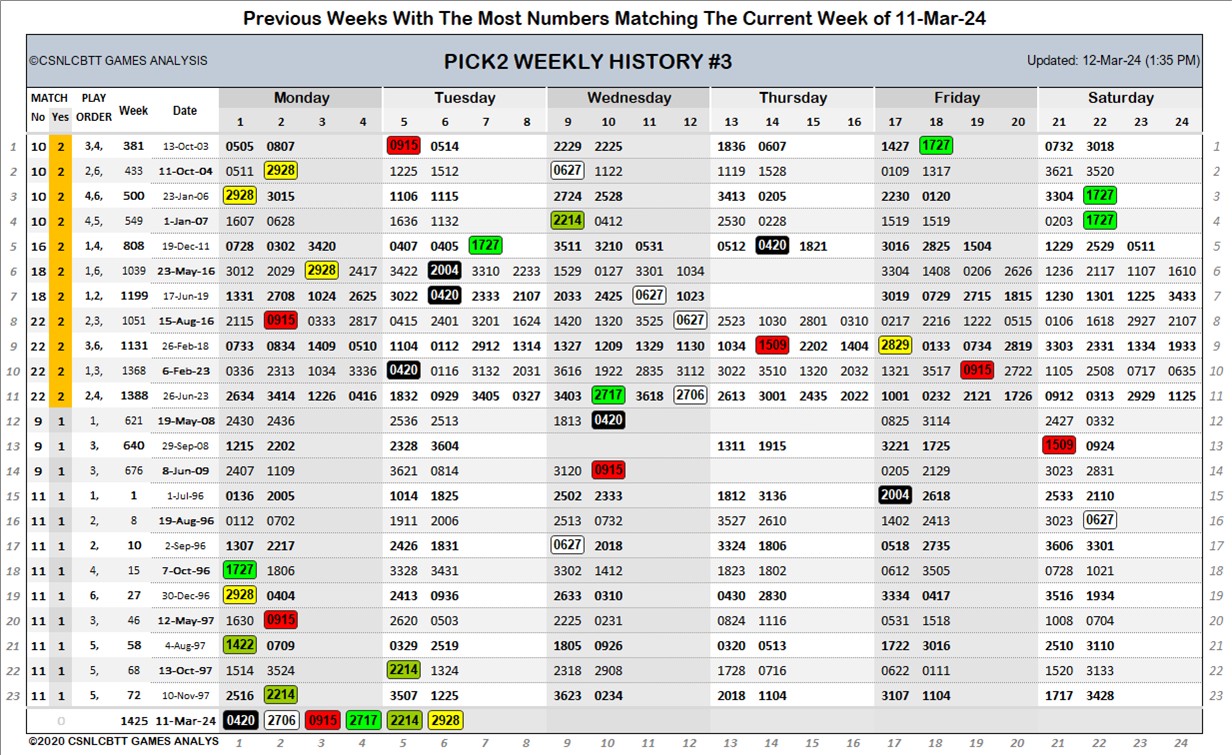 Previous Weeks With The Most Numbers Matching The Current Week of 11-Mar-24
©CSNLCBTT GAMES ANALYSIS PICK2 WEEKLY HISTORY #3 Updated: 12-Mar-24 (1:35 PM)
MATCH PLAY Week Date Monday Tuesday Wednesday Thursday Friday Saturday
No Yes ORDER 1 2 3 4 5 6 7 8 9 10 11 12 13 14 15 16 17 18 19 20 21 22 23 24
1 10 2 3,4, 381 13-Oct-03 0505 0807 0915 0514 2229 2225 1836 0607 1427 1727 0732 3018 1
2 10 2 2,6, 433 11-Oct-04 0511 2928 1225 1512 0627 1122 1119 1528 0109 1317 3621 3520 2
3 10 2 4,6, 500 23-Jan-06 2928 3015 1106 1115 2724 2528 3413 0205 2230 0120 3304 1727 3
4 10 2 4,5, 549 1-Jan-07 1607 0628 1636 1132 2214 0412 2530 0228 1519 1519 0203 1727 4
5 16 2 1,4, 808 19-Dec-11 0728 0302 3420 0407 0405 1727 3511 3210 0531 0512 0420 1821 3016 2825 1504 1229 2529 0511 5
6 18 2 1,6, 1039 23-May-16 3012 2029 2928 2417 3422 2004 3310 2233 1529 0127 3301 1034 3304 1408 0206 2626 1236 2117 1107 1610 6
7 18 2 1,2, 1199 17-Jun-19 1331 2708 1024 2625 3022 0420 2333 2107 2033 2425 0627 1023 3019 0729 2715 1815 1230 1301 1225 3433 7
8 22 2 2,3, 1051 15-Aug-16 2115 0915 0333 2817 0415 2401 3201 1624 1420 1320 3525 0627 2523 1030 2801 0310 0217 2216 1222 0515 0106 1618 2927 2107 8
9 22 2 3,6, 1131 26-Feb-18 0733 0834 1409 0510 1104 0112 2912 1314 1327 1209 1329 1130 1034 1509 2202 1404 2829 0133 0734 2819 3303 2331 1334 1933 9
10 22 2 1,3, 1368 6-Feb-23 0336 2313 1034 3336 0420 0116 3132 2031 3616 1922 2835 3112 3022 3510 1320 2032 1321 3517 0915 2722 1105 2508 0717 0635 10
11 22 2 2,4, 1388 26-Jun-23 2634 3414 1226 0416 1832 0929 3405 0327 3403 2717 3618 2706 2613 3001 2435 2022 1001 0232 2121 1726 0912 0313 2929 1125 11
12 9 1 1, 621 19-May-08 2430 2436 2536 2513 1813 0420 0825 3114 2427 0332 12
13 9 1 3, 640 29-Sep-08 1215 2202 2328 3604 1311 1915 3221 1725 1509 0924 13
14 9 1 3, 676 8-Jun-09 2407 1109 3621 0814 3120 0915 0205 2129 3023 2831 14
15 11 1 1, 1 1-Jul-96 0136 2005 1014 1825 2502 2333 1812 3136 2004 2618 2533 2110 15
16 11 1 2, 8 19-Aug-96 0112 0702 1911 2006 2513 0732 3527 2610 1402 2413 3023 0627 16
17 11 1 2, 10 2-Sep-96 1307 2217 2426 1831 0627 2018 3324 1806 0518 2735 3606 3301 17
18 11 1 4, 15 7-Oct-96 1727 1806 3328 3431 3302 1412 1823 1802 0612 3505 0728 1021 18
19 11 1 6, 27 30-Dec-96 2928 0404 2413 0936 2633 0310 0430 2830 3334 0417 3516 1934 19
20 11 1 3, 46 12-May-97 1630 0915 2620 0503 2225 0231 0824 1116 0531 1518 1008 0704 20
21 11 1 5, 58 4-Aug-97 1422 0709 0329 2519 1805 0926 0320 0513 1722 3016 2510 3110 21
22 11 1 5, 68 13-Oct-97 1514 3524 2214 1324 2318 2908 1728 0716 0622 0111 1520 3133 22
23 11 1 5, 72 10-Nov-97 2516 2214 3507 1225 3623 0234 2018 1104 3107 1104 1717 3428 23
0 1425 11-Mar-24 0420 2706 0915 2717 2214 2928
©2020 CSNLCBTT GAMES ANALYS 1 2 3 4 5 6 7 8 9 10 11 12 13 14 15 16 17 18 19 20 21 22 23 24